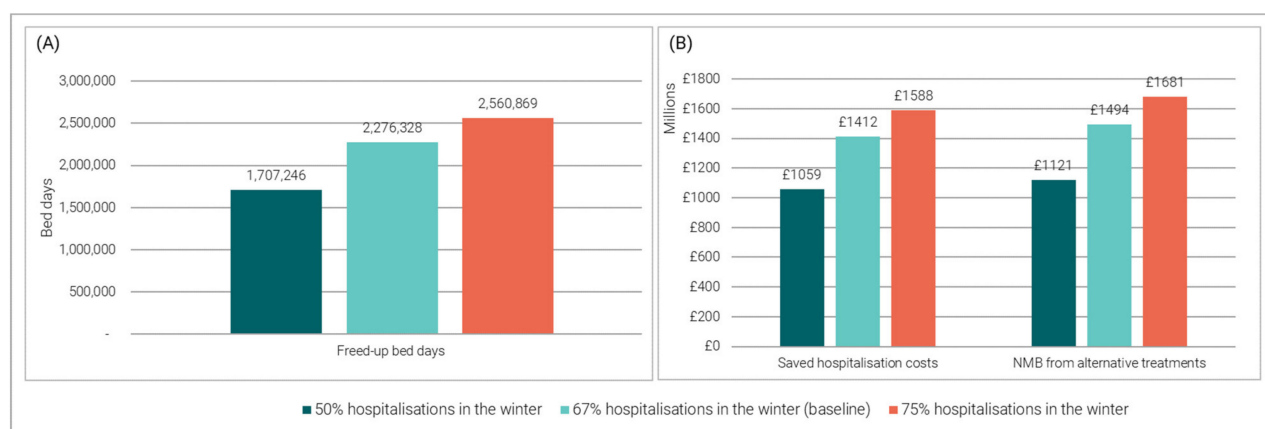 (A)
Bed days
3,000,000
2,500,000
2,000,000
1,500,000
1,000,000
500,000
-
1,707,246
2,276,328
2,560,869
Freed-up bed days
(B)
Millions
£1800
£1600
£1400
£1200
£1000
£800
£600
£400
£200
£0
£1059
£1412
£1588
£1121
£1494
£1681
Saved hospitalisation costs
NMB from alternative treatments
50% hospitalisations in the winter
67% hospitalisations in the winter (baseline)
75% hospitalisations in the winter